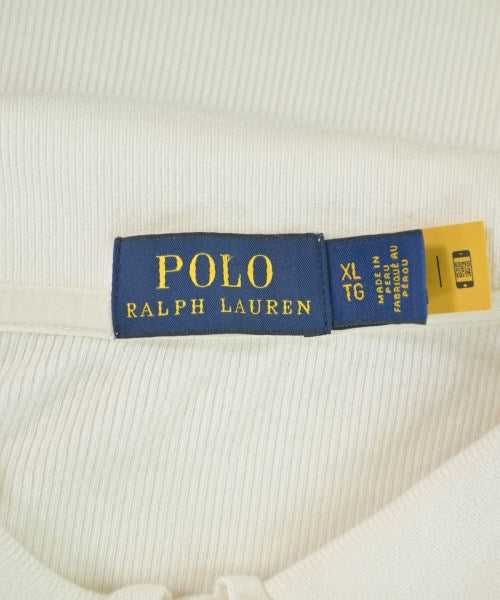 POLO
RALPH LAUREN
XL
TG
MADE IN
PERU
FABRIQUÉ AU
PÉROU